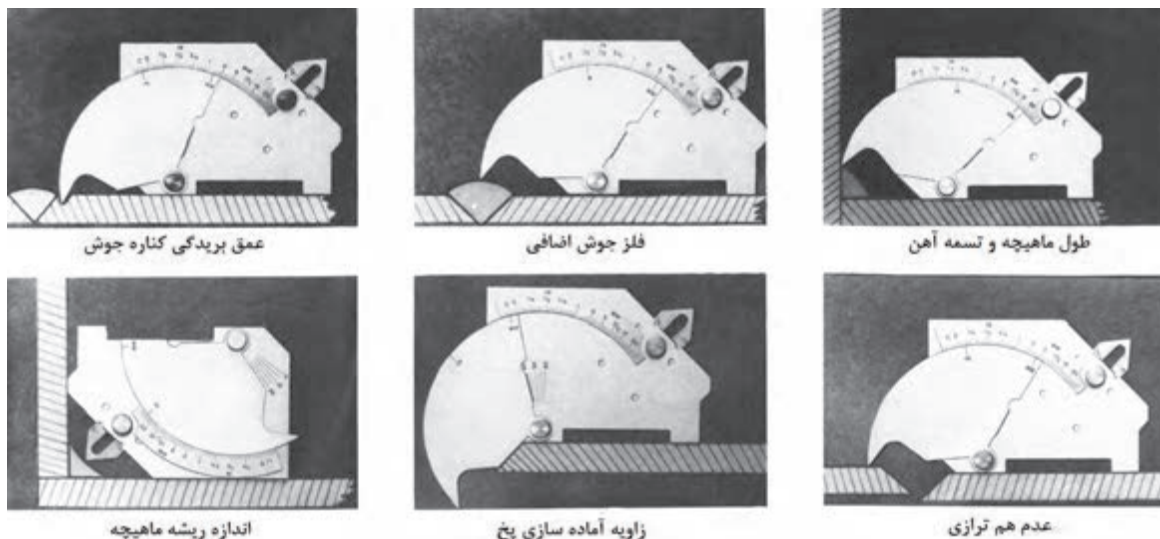 طول ماهیچه و تسمه آهن
فلز جوش اضافی
عمق بریدگی کناره جوش
عدم هم ترازی
زاویه آماده سازی پخ
اندازه ریشه ماهیچه